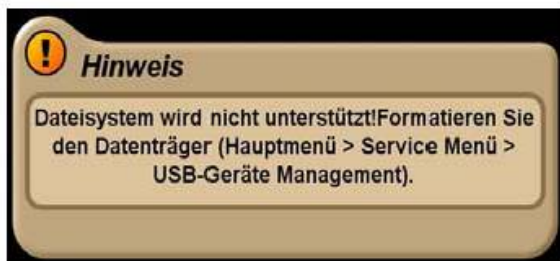 Hinweis
Dateisystem wird nicht unterstützt!Formatieren Sie
den Datenträger (Hauptmenü > Service Menü >
USB-Geräte Management).